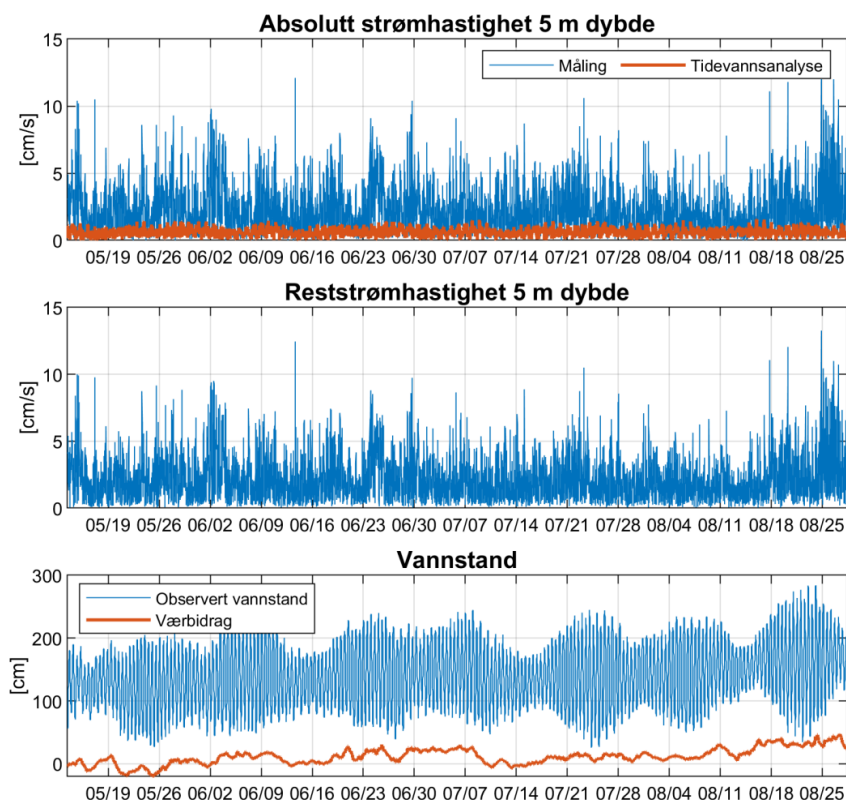 Absolutt strømhastighet 5 m dybde
15
10
5
0
[cm/s]
Måling
Tidevannsanalyse
05/19 05/26 06/02 06/09 06/16 06/23 06/30 07/07 07/14 07/21 07/28 08/04 08/11 08/18 08/25
Reststrømhastighet 5 m dybde
15
10
5
0
[cm/s]
05/19 05/26 06/02 06/09 06/16 06/23 06/30 07/07 07/14 07/21 07/28 08/04 08/11 08/18 08/25
Vannstand
300
200
100
0
[cm]
Observert vannstand
Værbidrag
05/19 05/26 06/02 06/09 06/16 06/23 06/30 07/07 07/14 07/21 07/28 08/04 08/11 08/18 08/25